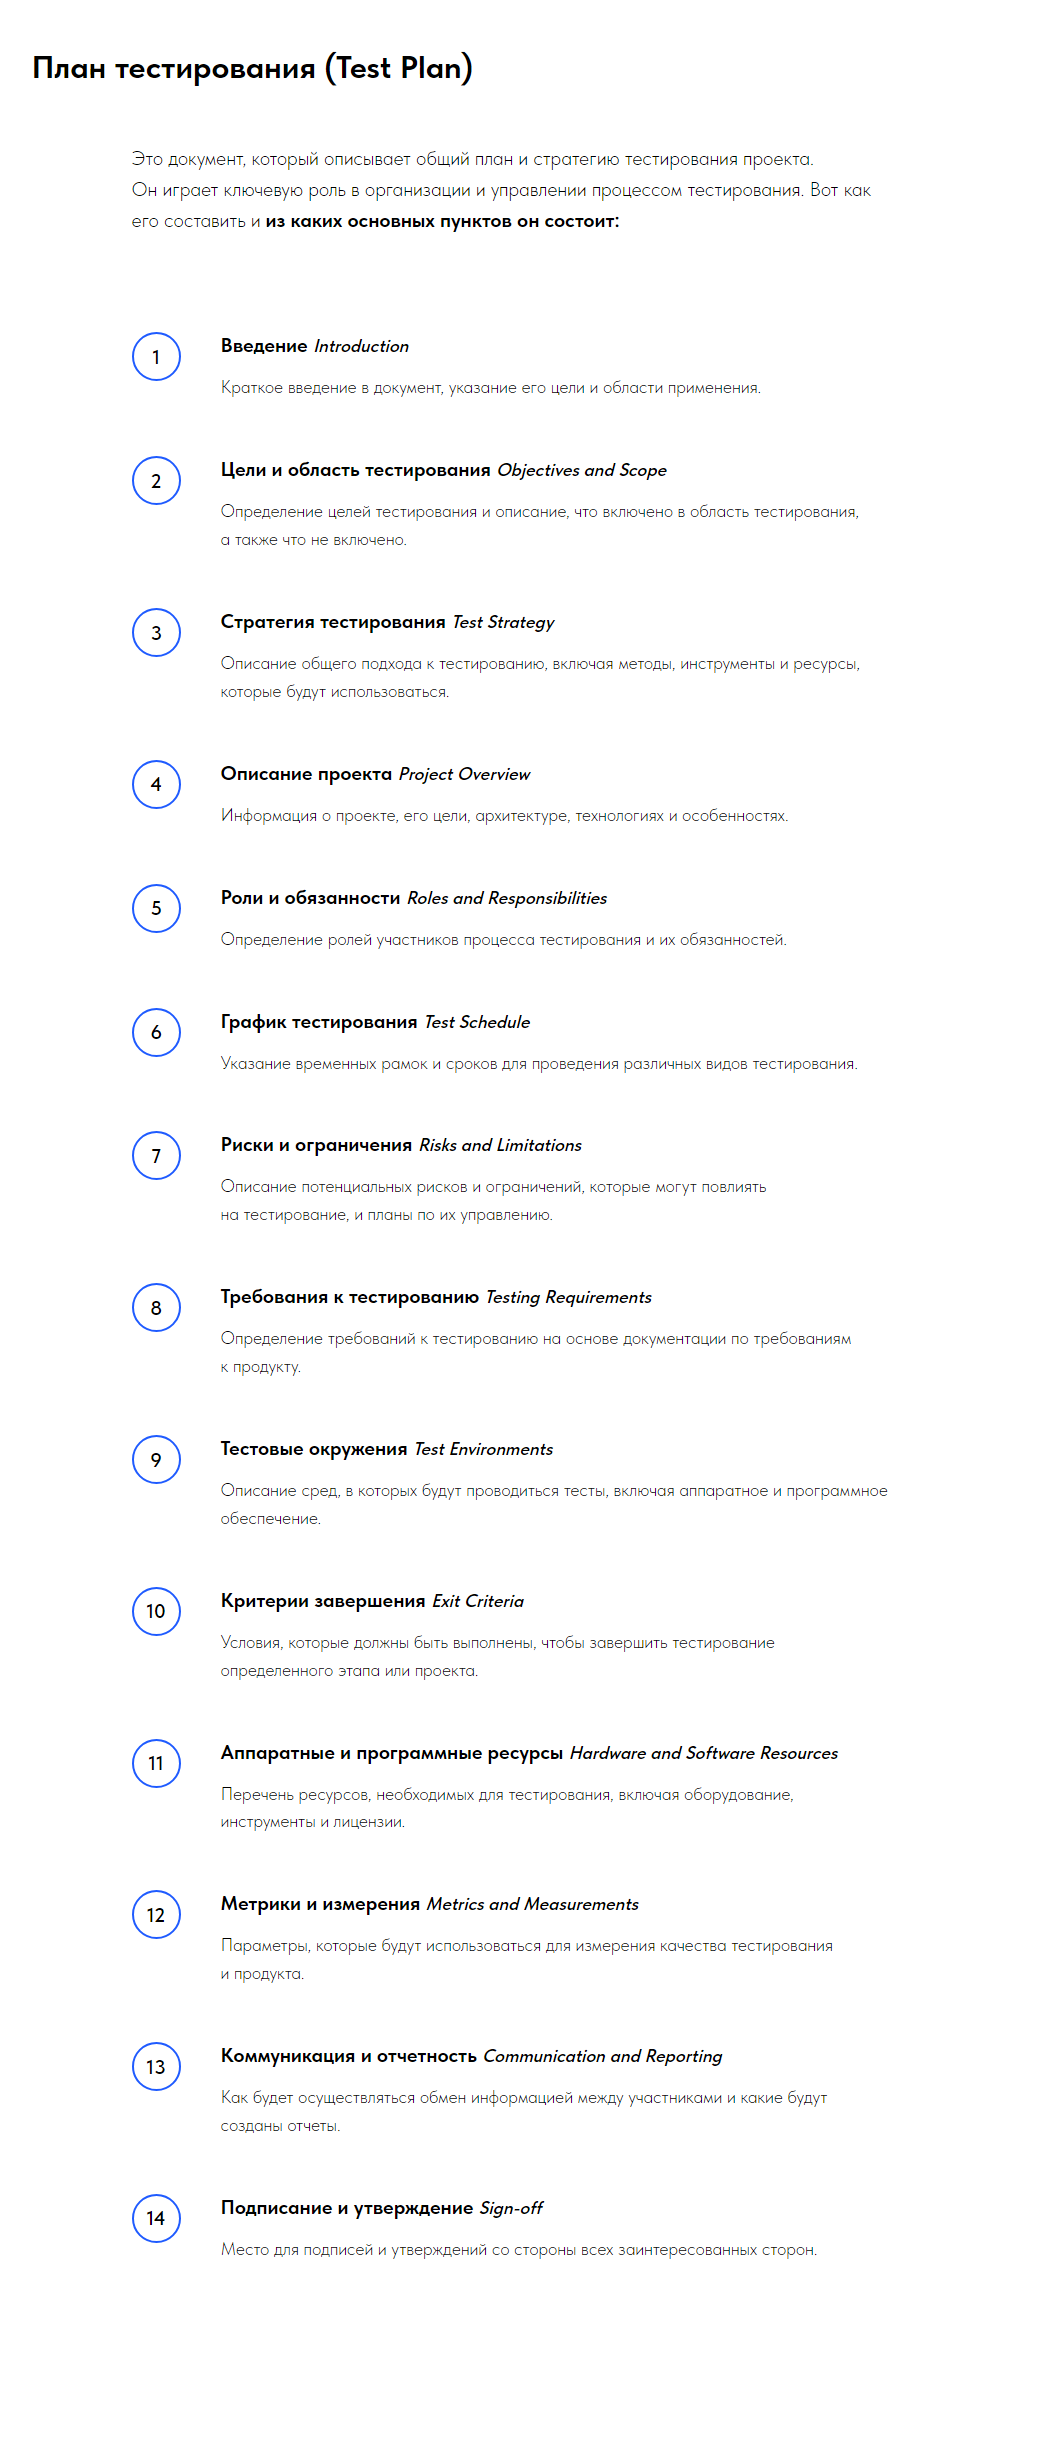 План тестирования (Test Plan)
Это документ, который описывает общий план и стратегию тестирования проекта.
Он играет ключевую роль в организации и управлении процессом тестирования. Вот как
его составить и из каких основных пунктов он состоит:
1
Введение Introduction
Краткое введение в документ, указание его цели и области применения.
2
Цели и область тестирования Objectives and Scope
Определение целей тестирования и описание, что включено в область тестирования,
а также что не включено.
3
Стратегия тестирования Test Strategy
Описание общего подхода к тестированию, включая методы, инструменты и ресурсы,
которые будут использоваться.
4
Описание проекта Project Overview
Информация о проекте, его цели, архитектуре, технологиях и особенностях.
5
Роли и обязанности Roles and Responsibilities
Определение ролей участников процесса тестирования и их обязанностей.
6
График тестирования Test Schedule
Указание временных рамок и сроков для проведения различных видов тестирования.
7
Риски и ограничения Risks and Limitations
Описание потенциальных рисков и ограничений, которые могут повлиять
на тестирование, и планы по их управлению.
8
Требования к тестированию Testing Requirements
Определение требований к тестированию на основе документации по требованиям
к продукту.
9
Тестовые окружения Test Environments
Описание сред, в которых будут проводиться тесты, включая аппаратное и программное
обеспечение.
10
Критерии завершения Exit Criteria
Условия, которые должны быть выполнены, чтобы завершить тестирование
определенного этапа или проекта.
11
Аппаратные и программные ресурсы Hardware and Software Resources
Перечень ресурсов, необходимых для тестирования, включая оборудование,
инструменты и лицензии.
12
Метрики и измерения Metrics and Measurements
Параметры, которые будут использоваться для измерения качества тестирования
и продукта.
13
Коммуникация и отчетность Communication and Reporting
Как будет осуществляться обмен информацией между участниками и какие будут
созданы отчеты.
14
Подписание и утверждение Sign-off
Место для подписей и утверждений со стороны всех заинтересованных сторон.